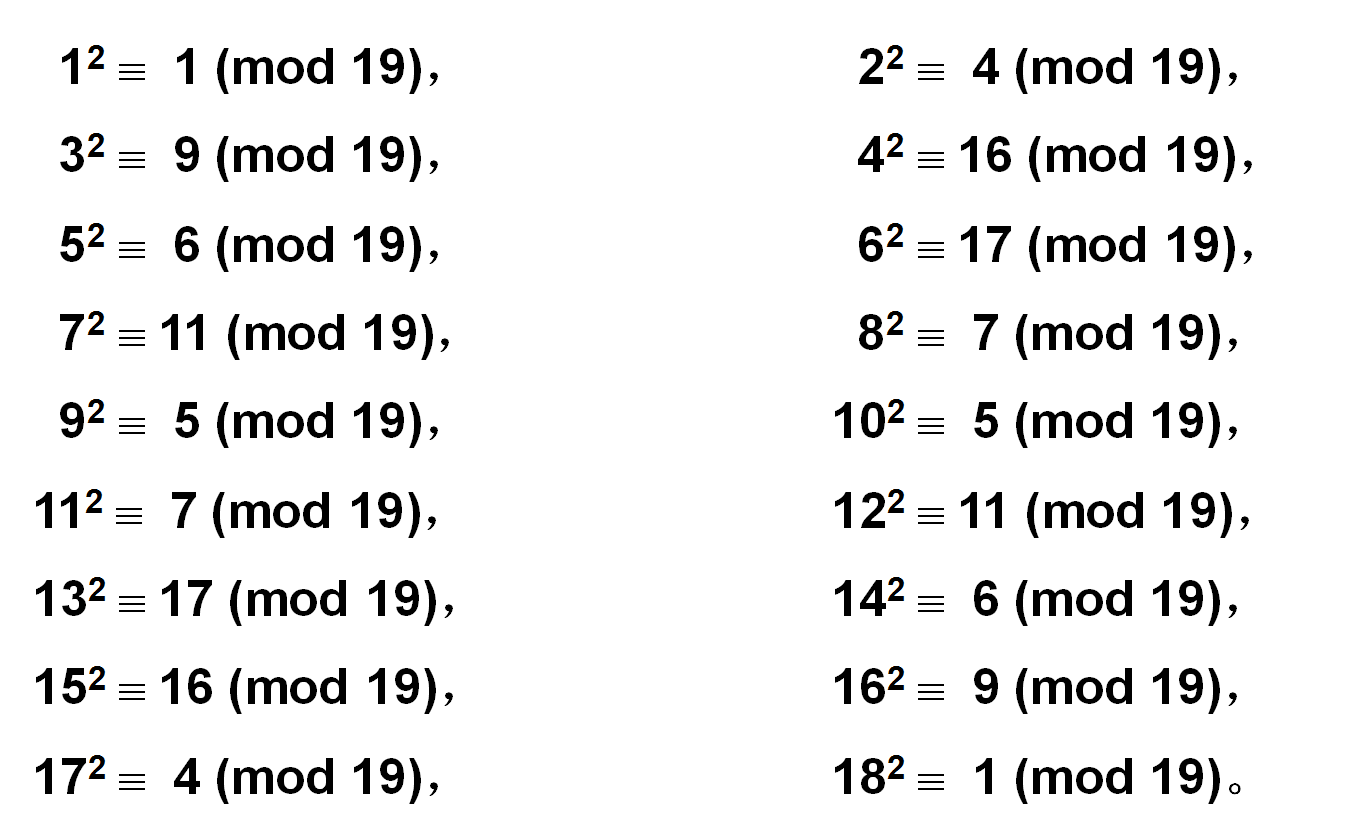 1² ≡ 1 (mod 19)， 2² ≡ 4 (mod 19)，
3² ≡ 9 (mod 19)， 4² ≡ 16 (mod 19)，
5² ≡ 6 (mod 19)， 6² ≡ 17 (mod 19)，
7² ≡ 11 (mod 19)， 8² ≡ 7 (mod 19)，
9² ≡ 5 (mod 19)， 10² ≡ 5 (mod 19)，
11² ≡ 7 (mod 19)， 12² ≡ 11 (mod 19)，
13² ≡ 17 (mod 19)， 14² ≡ 6 (mod 19)，
15² ≡ 16 (mod 19)， 16² ≡ 9 (mod 19)，
17² ≡ 4 (mod 19)， 18² ≡ 1 (mod 19)。